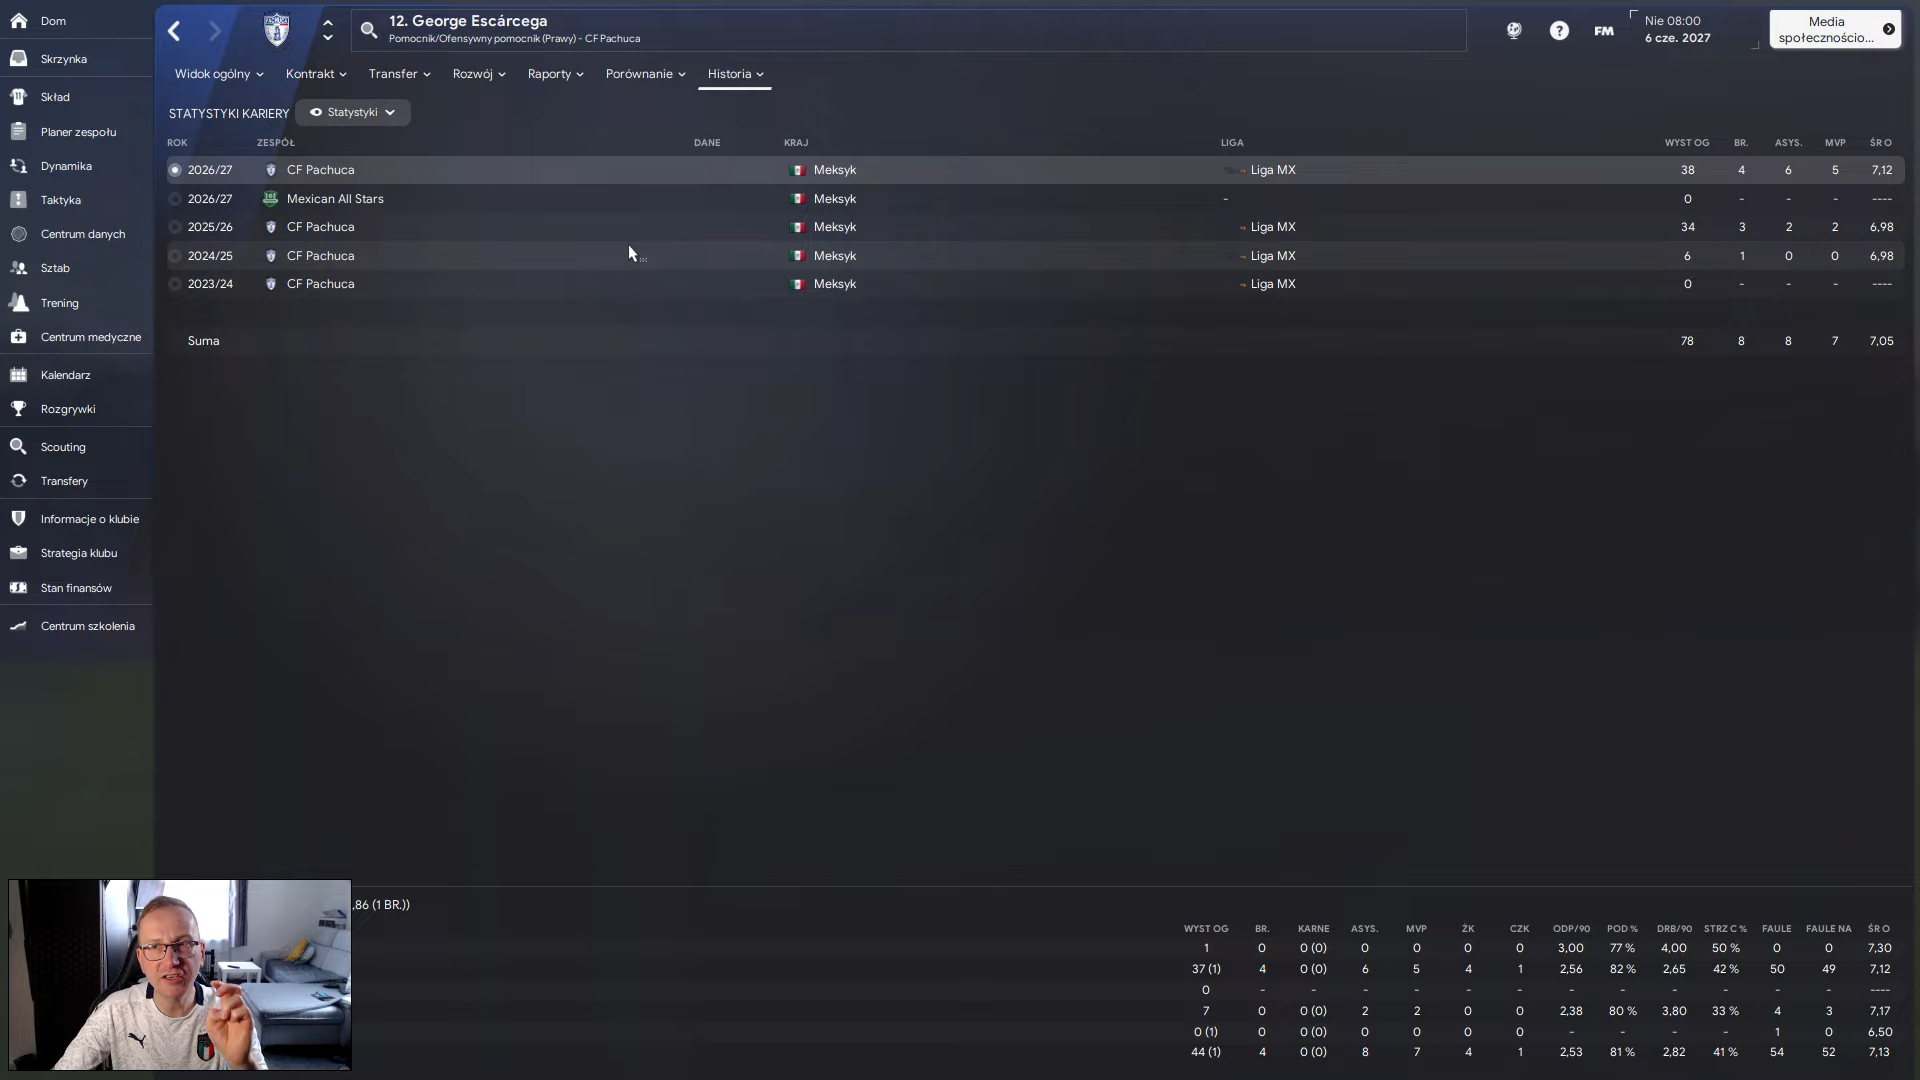 Dom
Skrzynka
Skład
Planer zespołu
Dynamika
Taktyka
Centrum danych
Sztab
Trening
Centrum medyczne
Kalendarz
Rozgrywki
Scouting
Transfery
Informacje o klubie
Strategia klubu
Stan finansów
Centrum szkolenia
12. George Escárcega
Pomocnik/Ofensywny pomocnik (Prawy) - CF Pachuca
FM
Nie 08:00
6 cze. 2027
Media
społecznościo...
Widok ogólny Kontrakt Transfer Rozwój Raporty Porównanie Historia
STATYSTYKI KARIERY Statystyki
ROK ZESPÓŁ DANE KRAJ LIGA WYST OG BR. ASYS. MVP ŚR O
2026/27 CF Pachuca Meksyk Liga MX 38 4 6 5 7,12
2026/27 Mexican All Stars Meksyk - 0 - - - ----
2025/26 CF Pachuca Meksyk Liga MX 34 3 2 2 6,98
2024/25 CF Pachuca Meksyk Liga MX 6 1 0 0 6,98
2023/24 CF Pachuca Meksyk Liga MX 0 - - - ----
Suma 78 8 8 7 7,05
,86 (1 BR.))
WYST OG BR. KARNE ASYS. MVP ŻK CZK ODP/90 POD % DRB/90 STRZ C % FAULE FAULE NA ŚR O
1 0 0 (0) 0 0 0 0 3,00 77 % 4,00 50 % 0 0 7,30
37 (1) 4 0 (0) 6 5 4 1 2,56 82 % 2,65 42 % 50 49 7,12
0 - - - - - - - - - - - - ----
7 0 0 (0) 2 2 0 0 2,38 80 % 3,80 33 % 4 3 7,17
0 (1) 0 0 (0) 0 0 0 0 - - - - 1 0 6,50
44 (1) 4 0 (0) 8 7 4 1 2,53 81 % 2,82 41 % 54 52 7,13